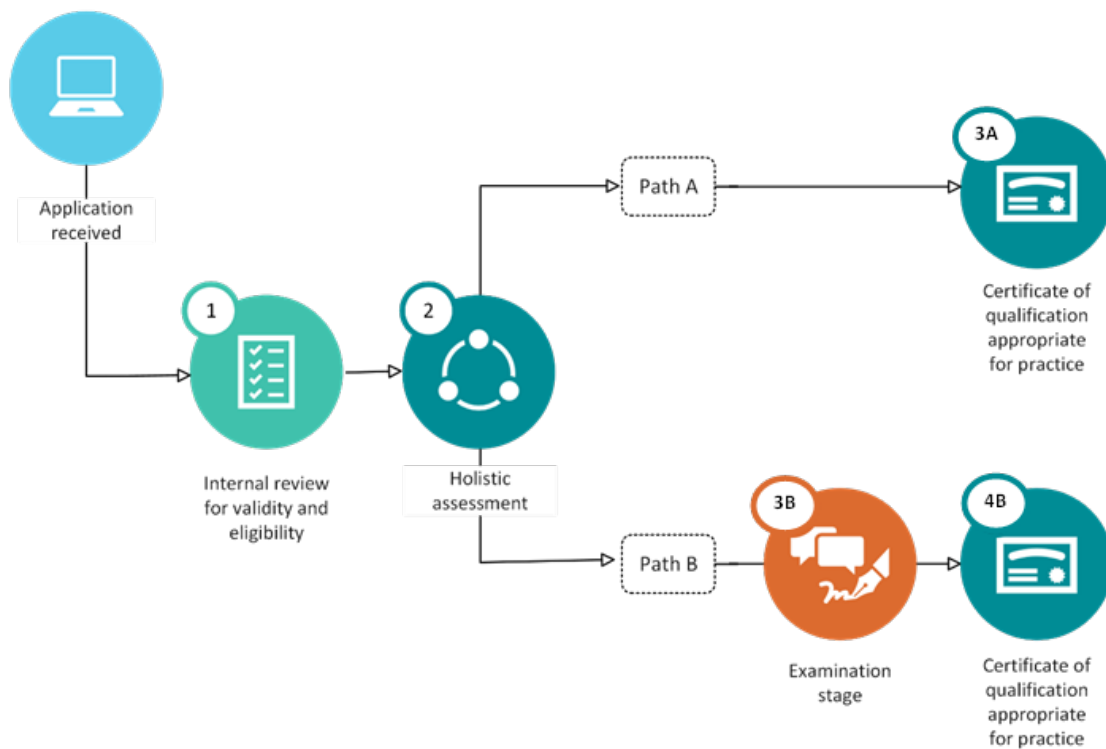 Application
received
1
Internal review
for validity and
eligibility
2
Holistic
assessment
Path A
3A
Certificate of
qualification
appropriate
for practice
Path B
3B
Examination
stage
4B
Certificate of
qualification
appropriate
for practice